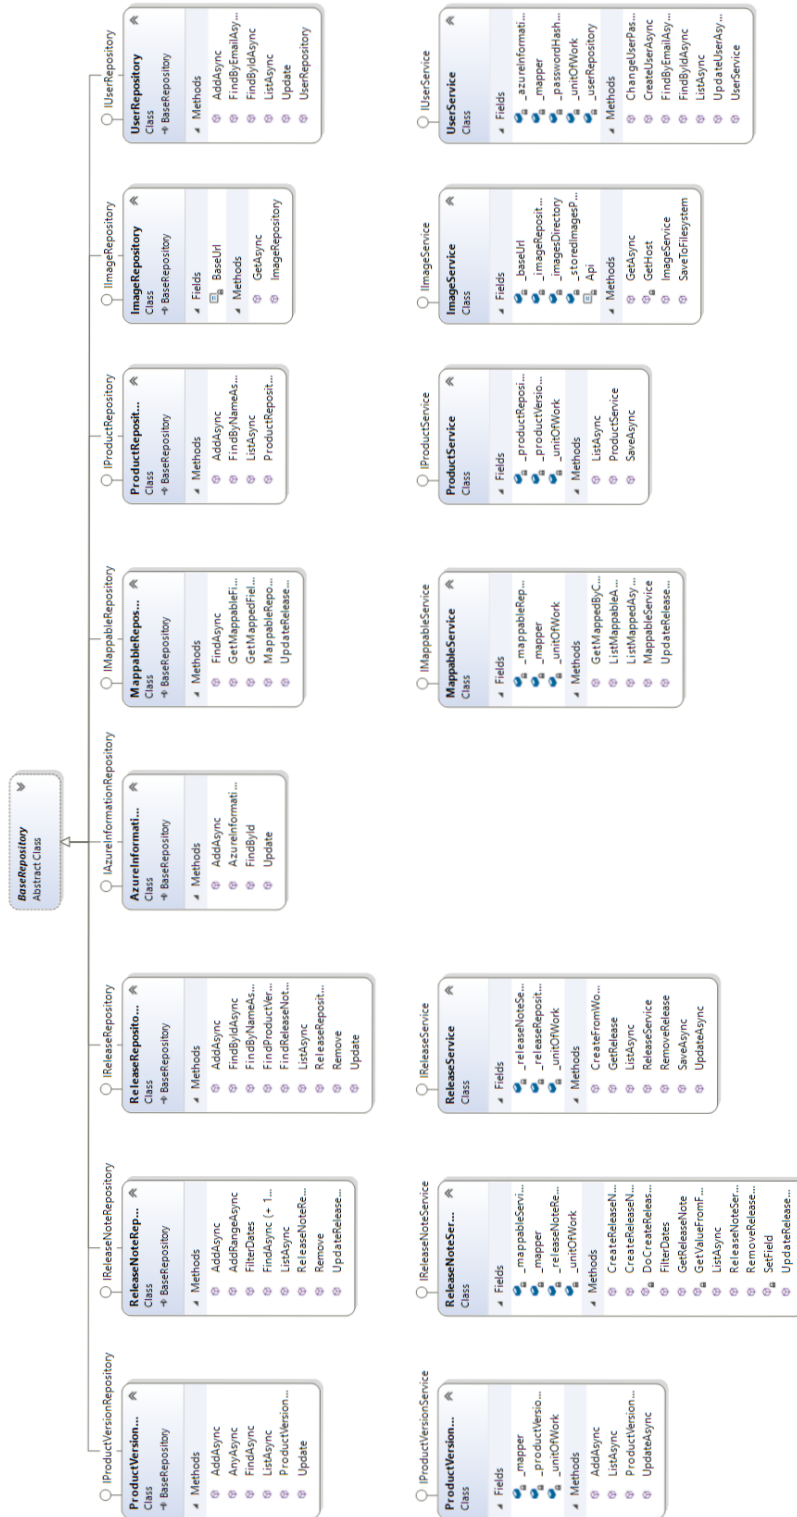 BaseRepository
Abstract Class
IProductVersionRepository
ProductVersion...
Class
BaseRepository
Methods
AddAsync
AnyAsync
FindAsync
ListAsync
ProductVersion...
Update
IReleaseNoteRepository
ReleaseNoteRep...
Class
BaseRepository
Methods
AddAsync
AddRangeAsync
FilterDates
FindAsync (+ 1...
ListAsync
ReleaseNoteRe...
Remove
UpdateRelease...
IReleaseRepository
ReleaseReposito...
Class
BaseRepository
Methods
AddAsync
FindByIdAsync
FindByNameAs...
FindProductVer...
FindReleaseNot...
ListAsync
ReleaseReposit...
Remove
Update
IAzureInformationRepository
AzureInformati...
Class
BaseRepository
Methods
AddAsync
AzureInformati...
FindById
Update
IMappableRepository
MappableRepos...
Class
BaseRepository
Methods
FindAsync
GetMappableFi...
GetMappedFiel...
MappableRepo...
UpdateRelease...
IProductRepository
ProductReposit...
Class
BaseRepository
Methods
AddAsync
FindByNameAs...
ListAsync
ProductReposit...
IImageRepository
ImageRepository
Class
BaseRepository
Fields
BaseUrl
Methods
GetAsync
ImageRepository
IUserRepository
UserRepository
Class
BaseRepository
Methods
AddAsync
FindByEmailAsy...
FindByIdAsync
ListAsync
Update
UserRepository
IProductVersionService
ProductVersion...
Class
Fields
_mapper
_productVersio...
_unitOfWork
Methods
AddAsync
ListAsync
ProductVersion...
UpdateAsync
IReleaseNoteService
ReleaseNoteSer...
Class
Fields
_mappableServi...
_mapper
_releaseNoteRe...
_unitOfWork
Methods
CreateReleaseN...
CreateReleaseN...
DoCreateReleas...
FilterDates
GetReleaseNote
GetValueFromF...
ListAsync
ReleaseNoteSer...
RemoveRelease...
SetField
UpdateRelease...
IReleaseService
ReleaseService
Class
Fields
_releaseNoteSe...
_releaseReposit...
_unitOfWork
Methods
CreateFromWo...
GetRelease
ListAsync
ReleaseService
RemoveRelease
SaveAsync
UpdateAsync
IMappableService
MappableService
Class
Fields
_mappableRep...
_mapper
_unitOfWork
Methods
GetMappedByC...
ListMappableA...
ListMappedAsy...
MappableService
UpdateRelease...
IProductService
ProductService
Class
Fields
_productReposi...
_productVersio...
_unitOfWork
Methods
ListAsync
ProductService
SaveAsync
IImageService
ImageService
Class
Fields
_baseUrl
_imageReposit...
_imagesDirectory
_storedImagesP...
Api
Methods
GetAsync
GetHost
ImageService
SaveToFilesystem
IUserService
UserService
Class
Fields
_azureInformati...
_mapper
_passwordHash...
_unitOfWork
_userRepository
Methods
ChangeUserPas...
CreateUserAsync
FindByEmailAsy...
FindByIdAsync
ListAsync
UpdateUserAsy...
UserService